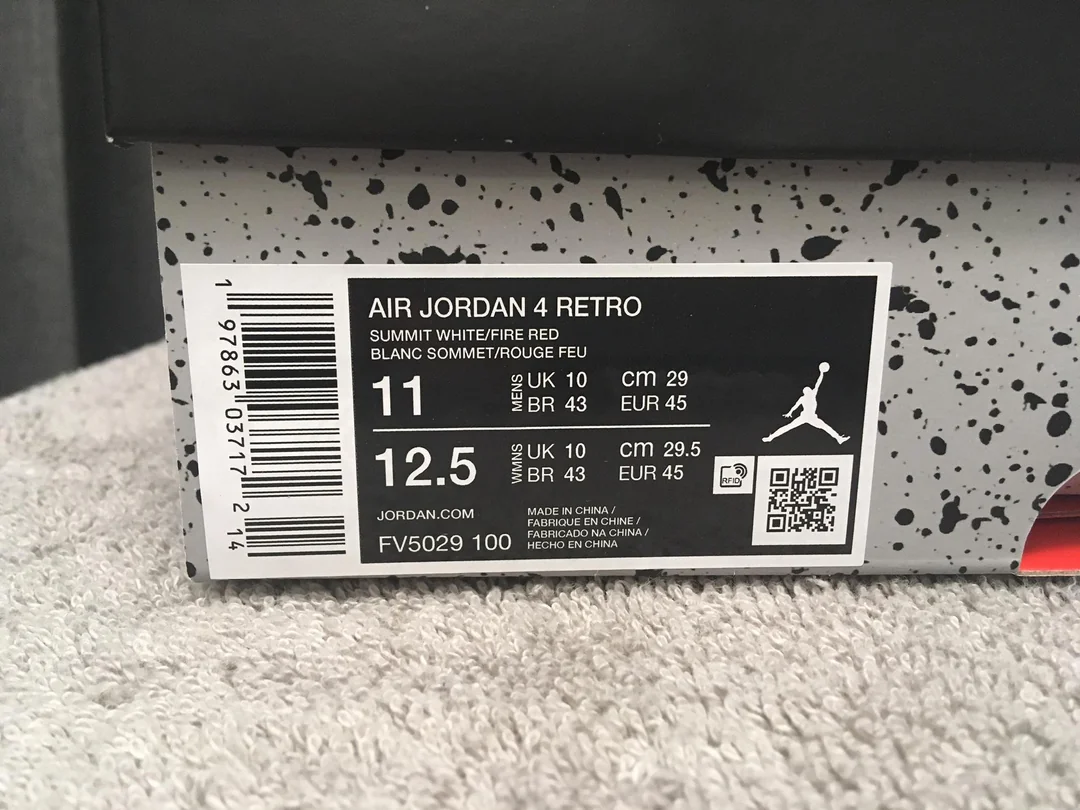 1 97863 03717 2 14
AIR JORDAN 4 RETRO
SUMMIT WHITE/FIRE RED
BLANC SOMMET/ROUGE FEU
11 MENS UK 10 cm 29
BR 43 EUR 45
12.5 WMNS UK 10 cm 29.5
BR 43 EUR 45
RFID
JORDAN.COM
FV5029 100
MADE IN CHINA /
FABRIQUE EN CHINE /
FABRICADO NA CHINA /
HECHO EN CHINA